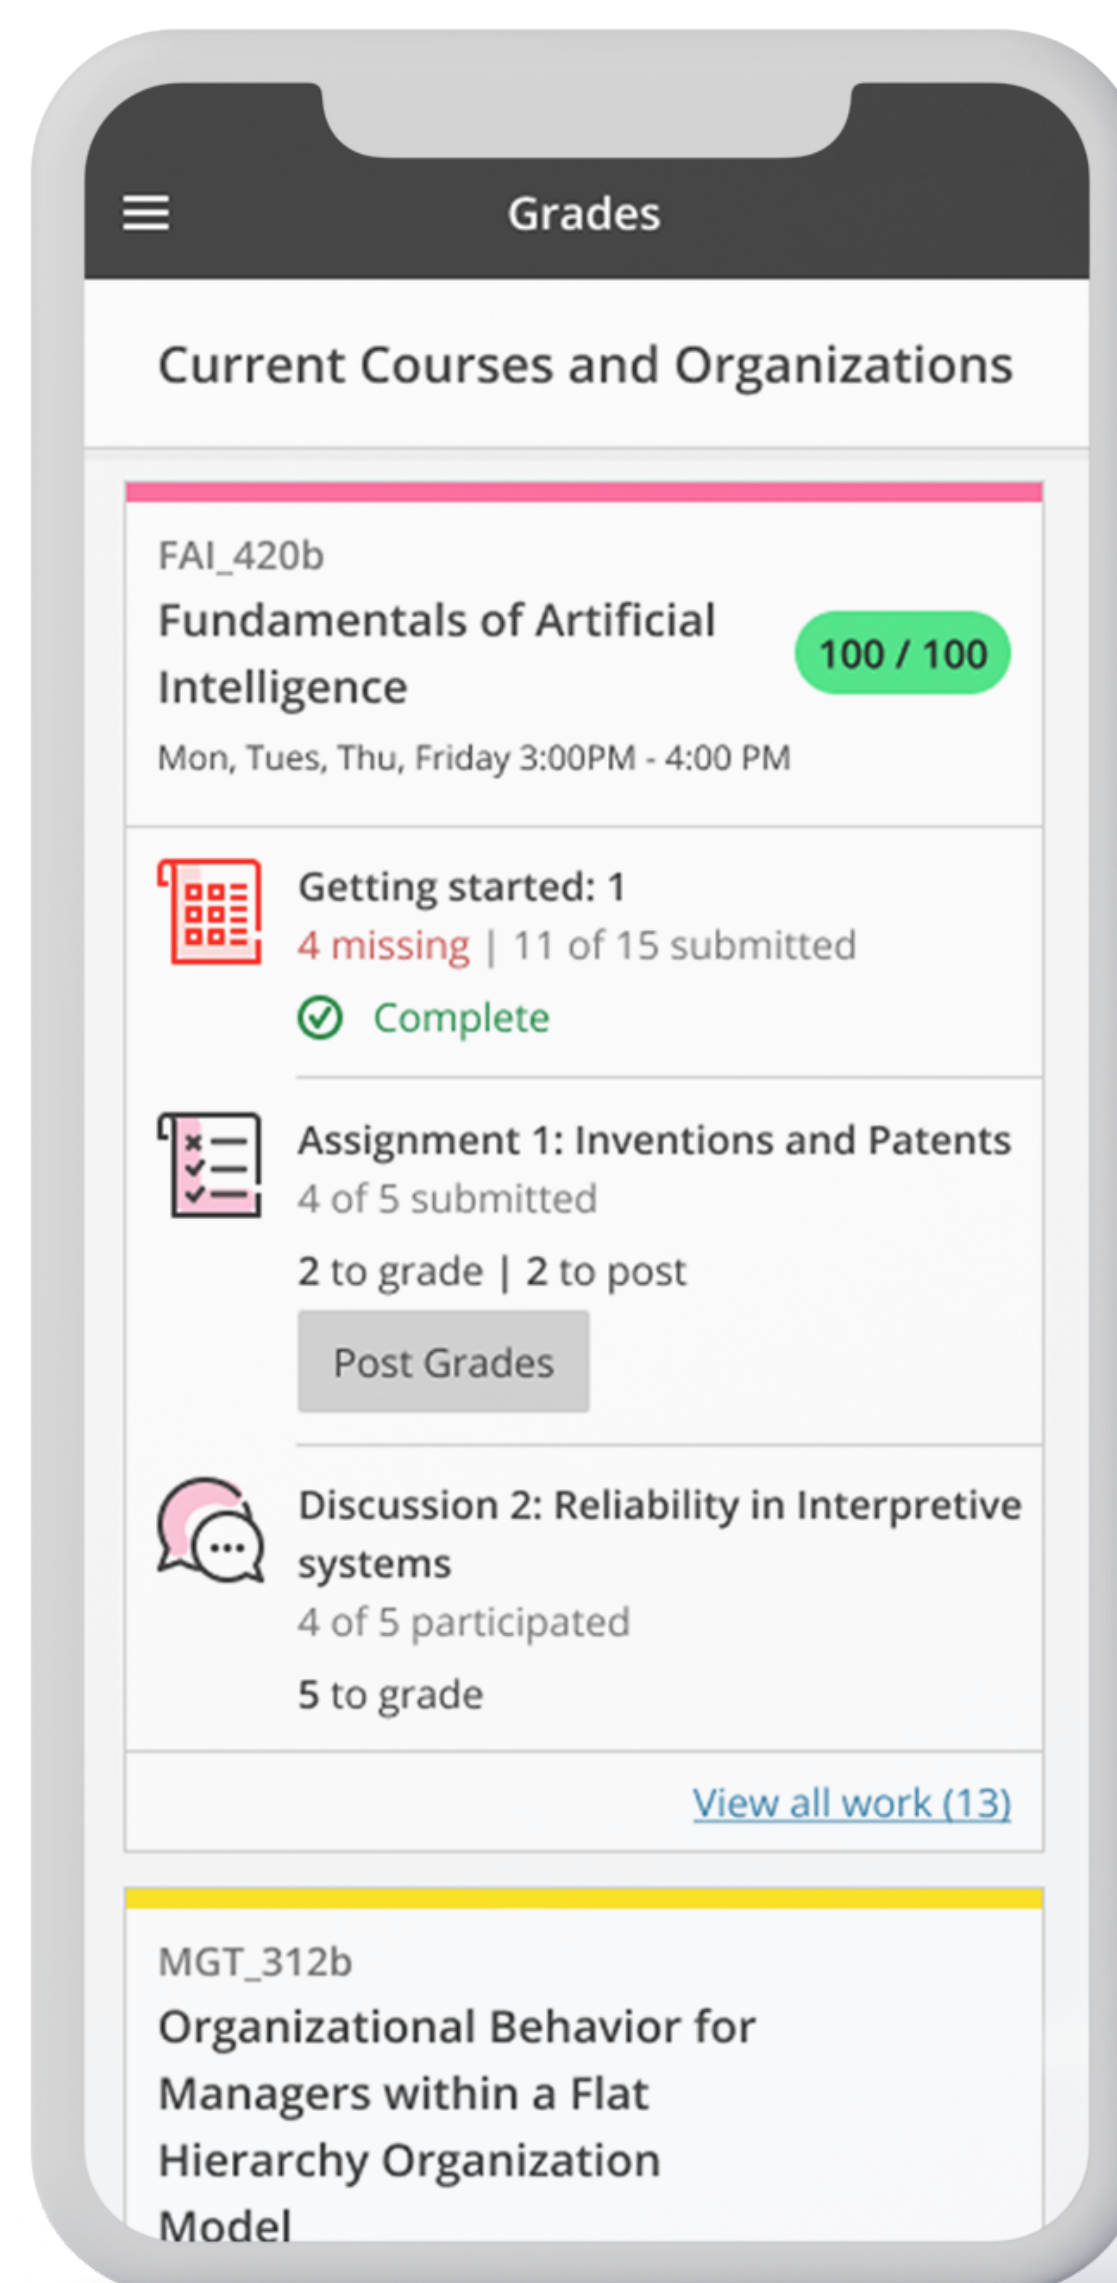 Grades
Current Courses and Organizations
FAI_420b
Fundamentals of Artificial
Intelligence
100 / 100
Mon, Tues, Thu, Friday 3:00PM - 4:00 PM
Getting started: 1
4 missing | 11 of 15 submitted
Complete
Assignment 1: Inventions and Patents
4 of 5 submitted
2 to grade | 2 to post
Post Grades
Discussion 2: Reliability in Interpretive
systems
4 of 5 participated
5 to grade
View all work (13)
MGT_312b
Organizational Behavior for
Managers within a Flat
Hierarchy Organization
Model